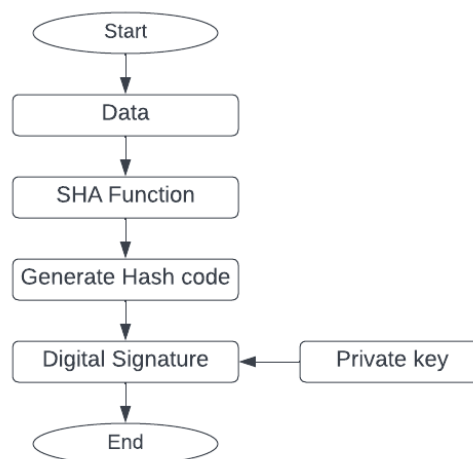 Start
Data
SHA Function
Generate Hash code
Digital Signature
Private key
End